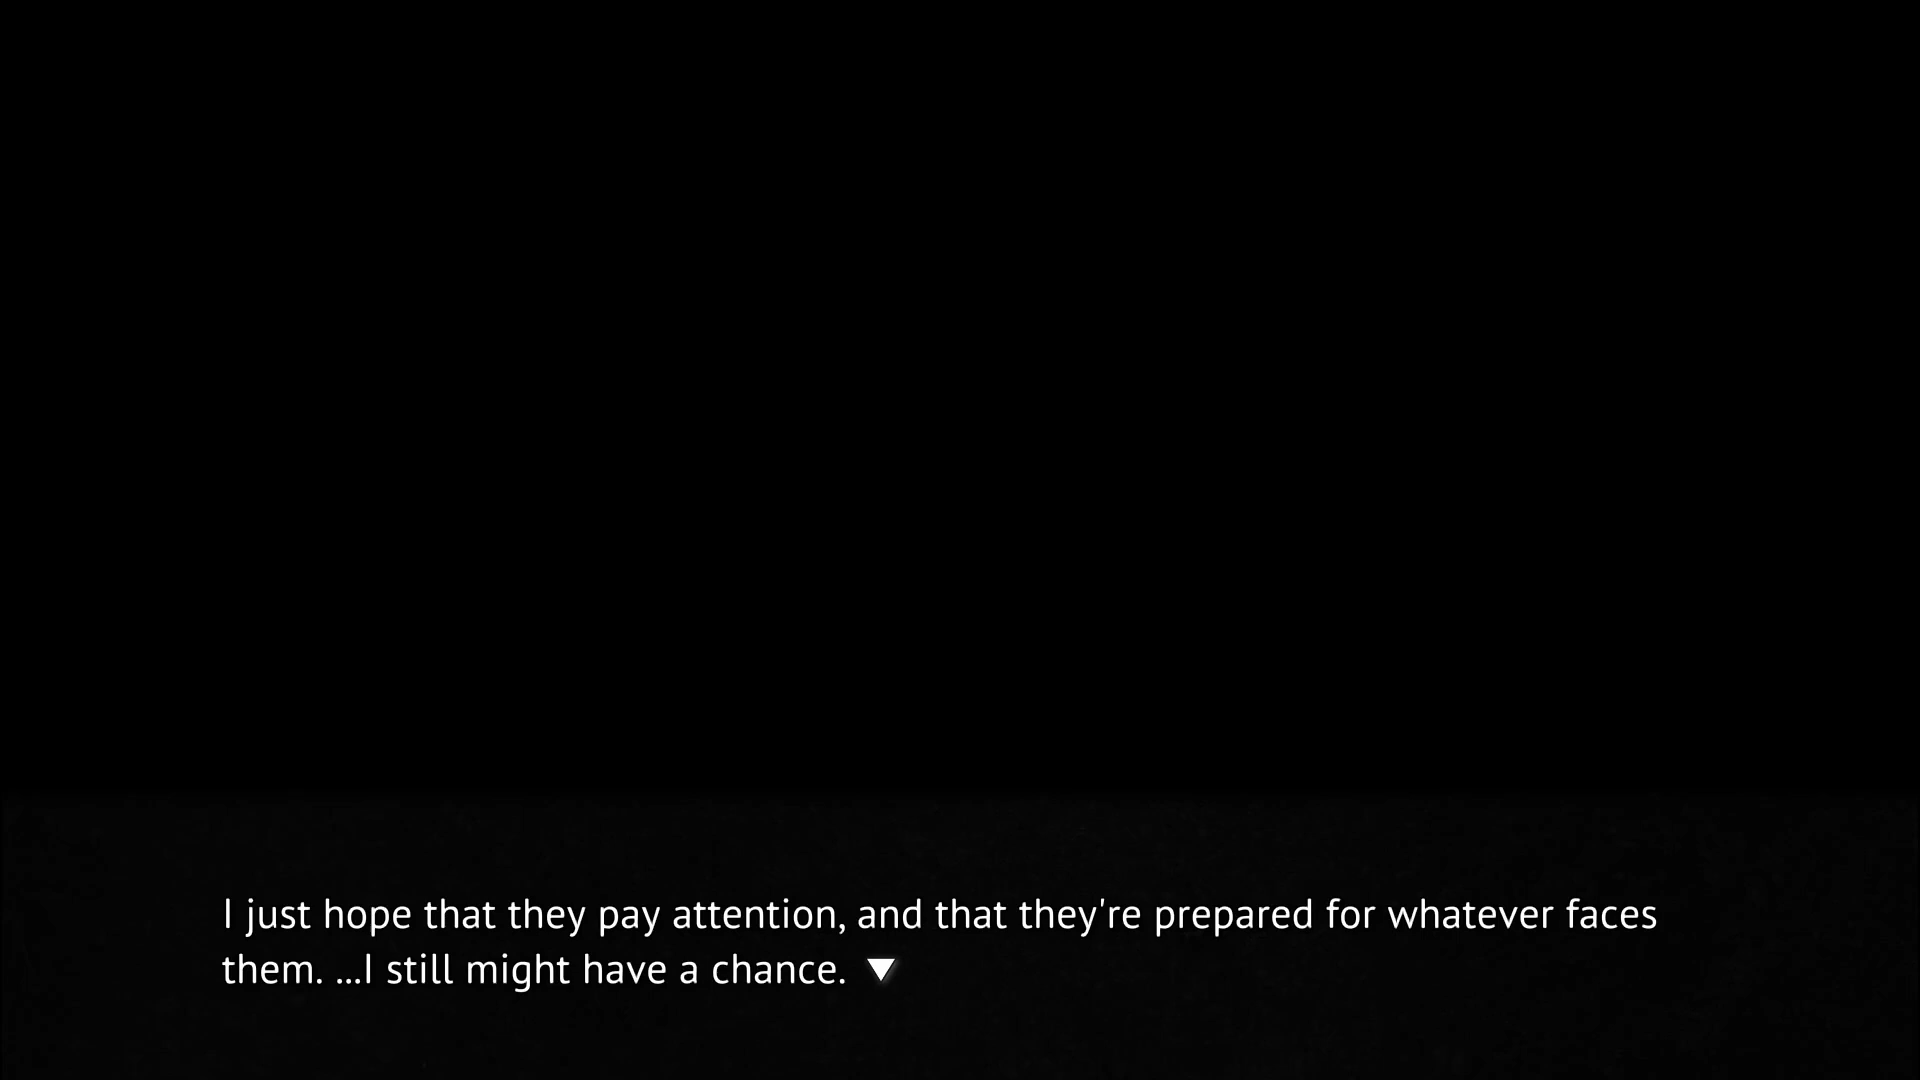 I just hope that they pay attention, and that they're prepared for whatever faces
them. ...I still might have a chance.